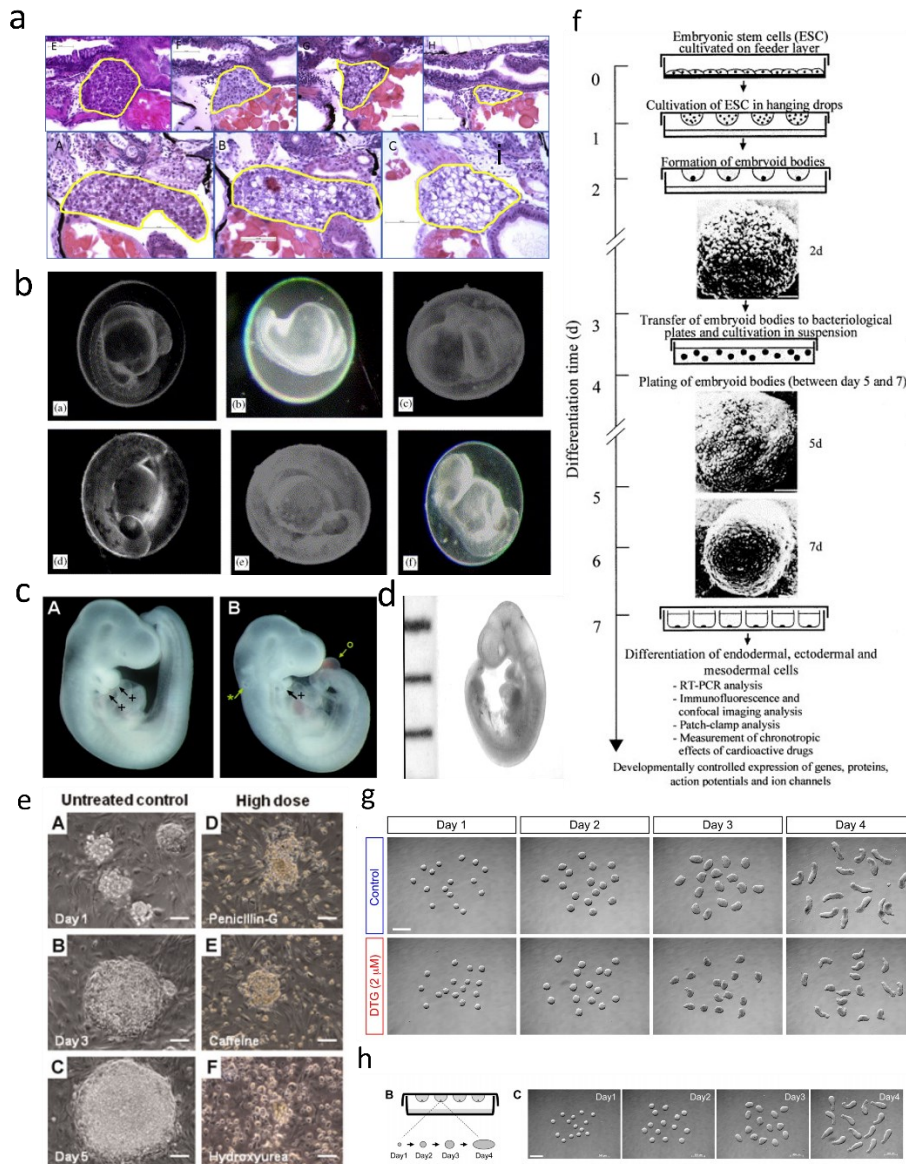 a
E
F
G
H
A
B
C
i
b
(a)
(b)
(c)
(d)
(e)
(f)
c
A
+
+
B
*
+
o
d
e
Untreated control
High dose
A
Day 1
D
Penicillin-G
B
Day 3
E
Caffeine
C
Day 5
F
Hydroxyurea
f
Differentiation time (d)
0
1
2
3
4
5
6
7
Embryonic stem cells (ESC)
cultivated on feeder layer
Cultivation of ESC in hanging drops
Formation of embryoid bodies
2d
Transfer of embryoid bodies to bacteriological
plates and cultivation in suspension
Plating of embryoid bodies (between day 5 and 7)
5d
7d
Differentiation of endodermal, ectodermal and
mesodermal cells
- RT-PCR analysis
- Immunofluorescence and
confocal imaging analysis
- Patch-clamp analysis
- Measurement of chronotropic
effects of cardioactive drugs
Developmentally controlled expression of genes, proteins,
action potentials and ion channels
g
Day 1
Day 2
Day 3
Day 4
Control
DTG (2 µM)
h
B
Day1
Day2
Day3
Day4
C
Day1
Day2
Day3
Day4